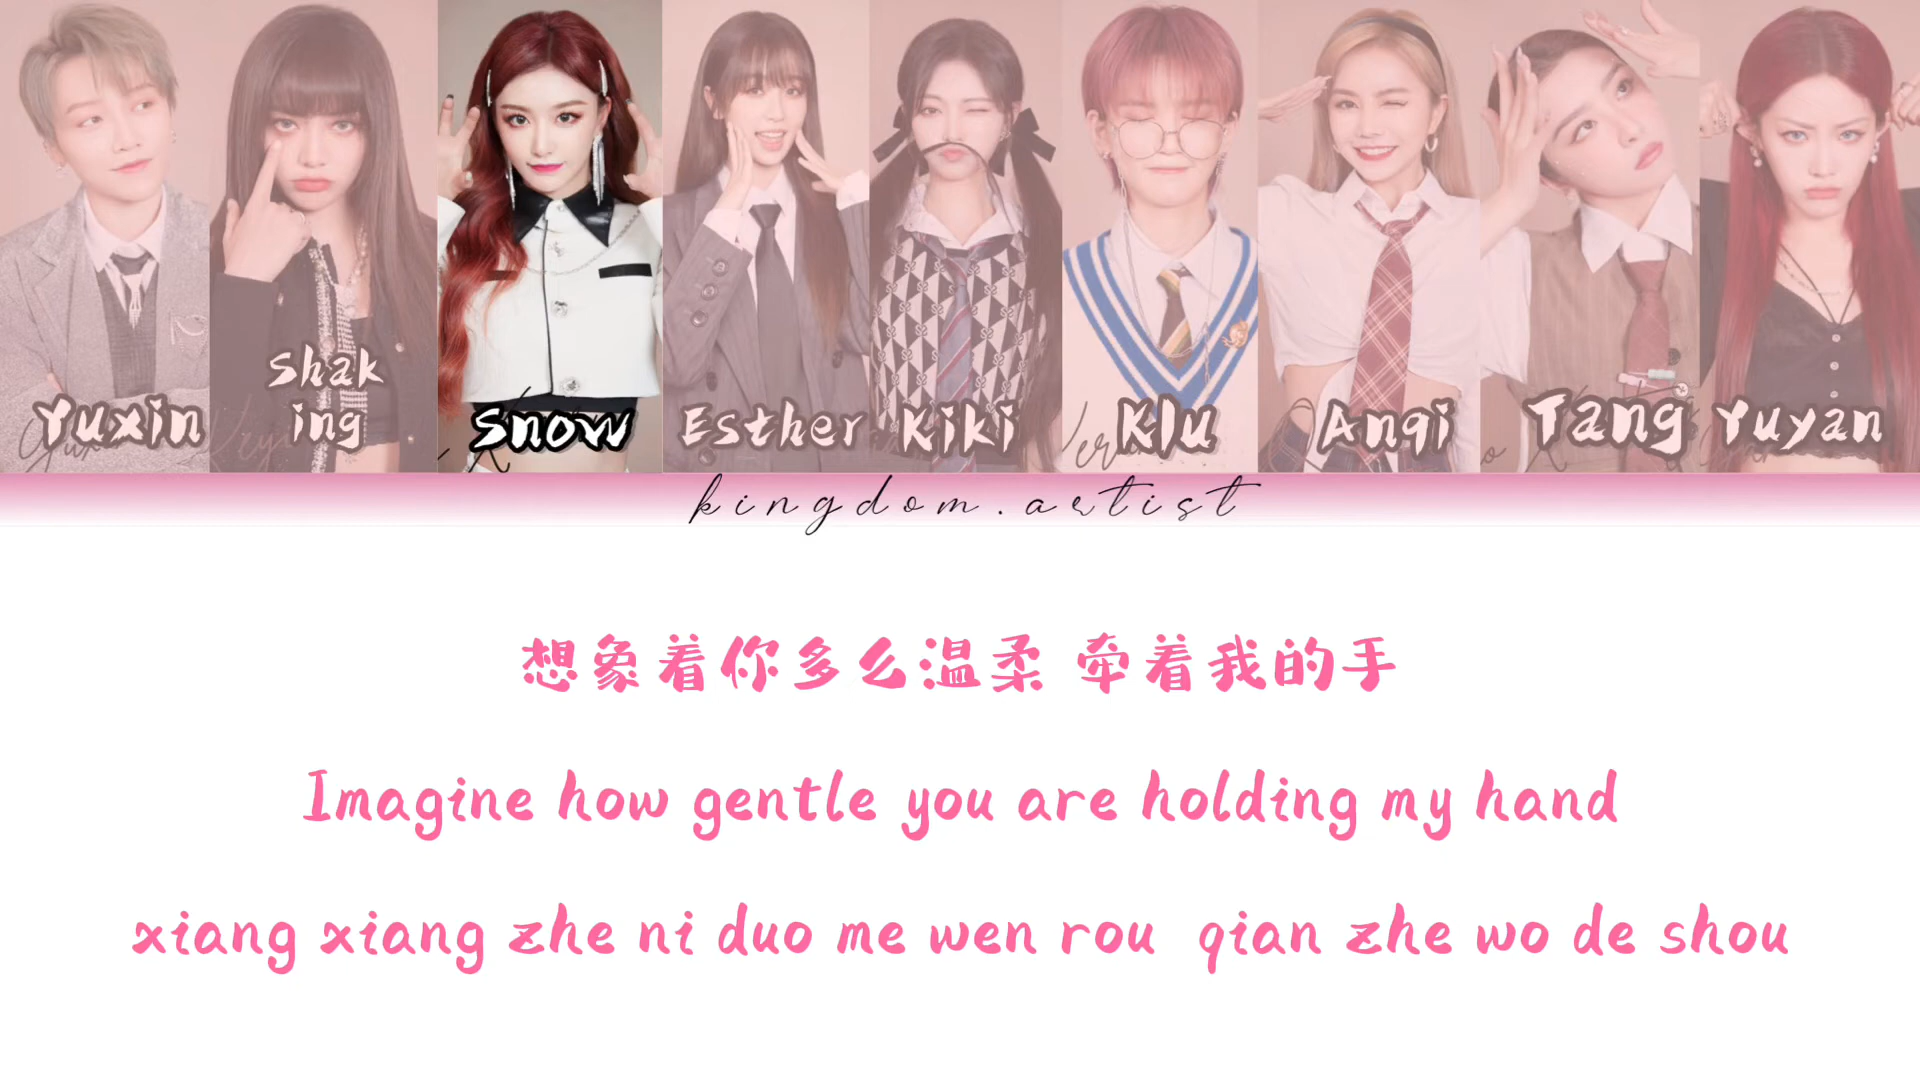 Yuxin
Shak
ing
Snow
Esther
Kiki
Klu
Anqi
Tang
Yuyan
kingdom.artist
想象着你多么温柔 牵着我的手
Imagine how gentle you are holding my hand
xiang xiang zhe ni duo me wen rou  qian zhe wo de shou